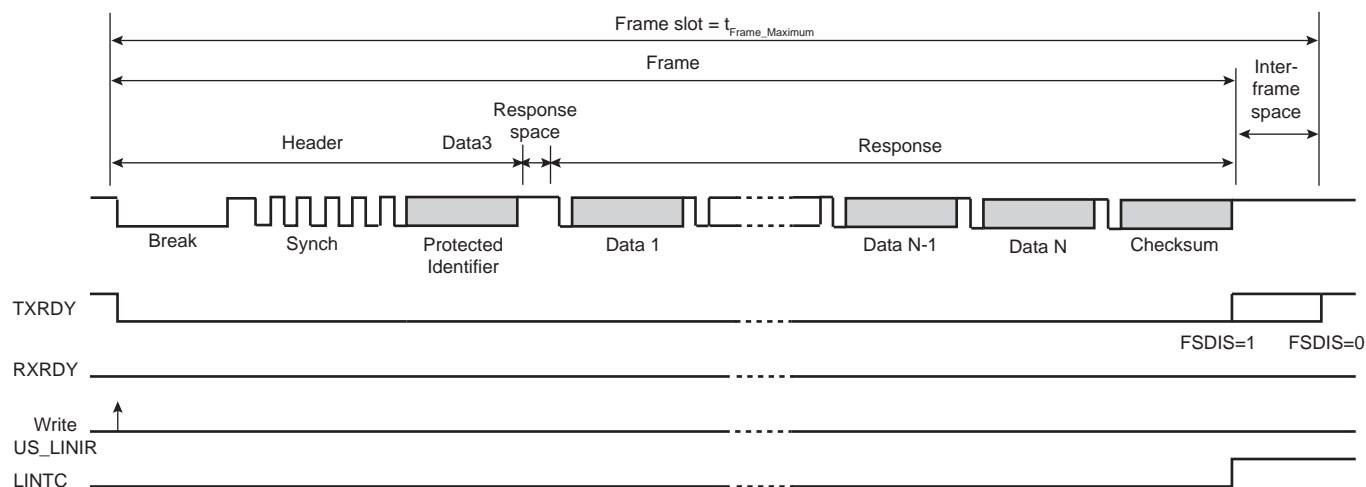 Frame slot = tFrame_Maximum
Frame
Inter-
frame
space
Response
space
Header
Data3
Response
Break
Synch
Protected
Identifier
Data 1
Data N-1
Data N
Checksum
TXRDY
FSDIS=1
FSDIS=0
RXRDY
Write
US_LINIR
LINTC